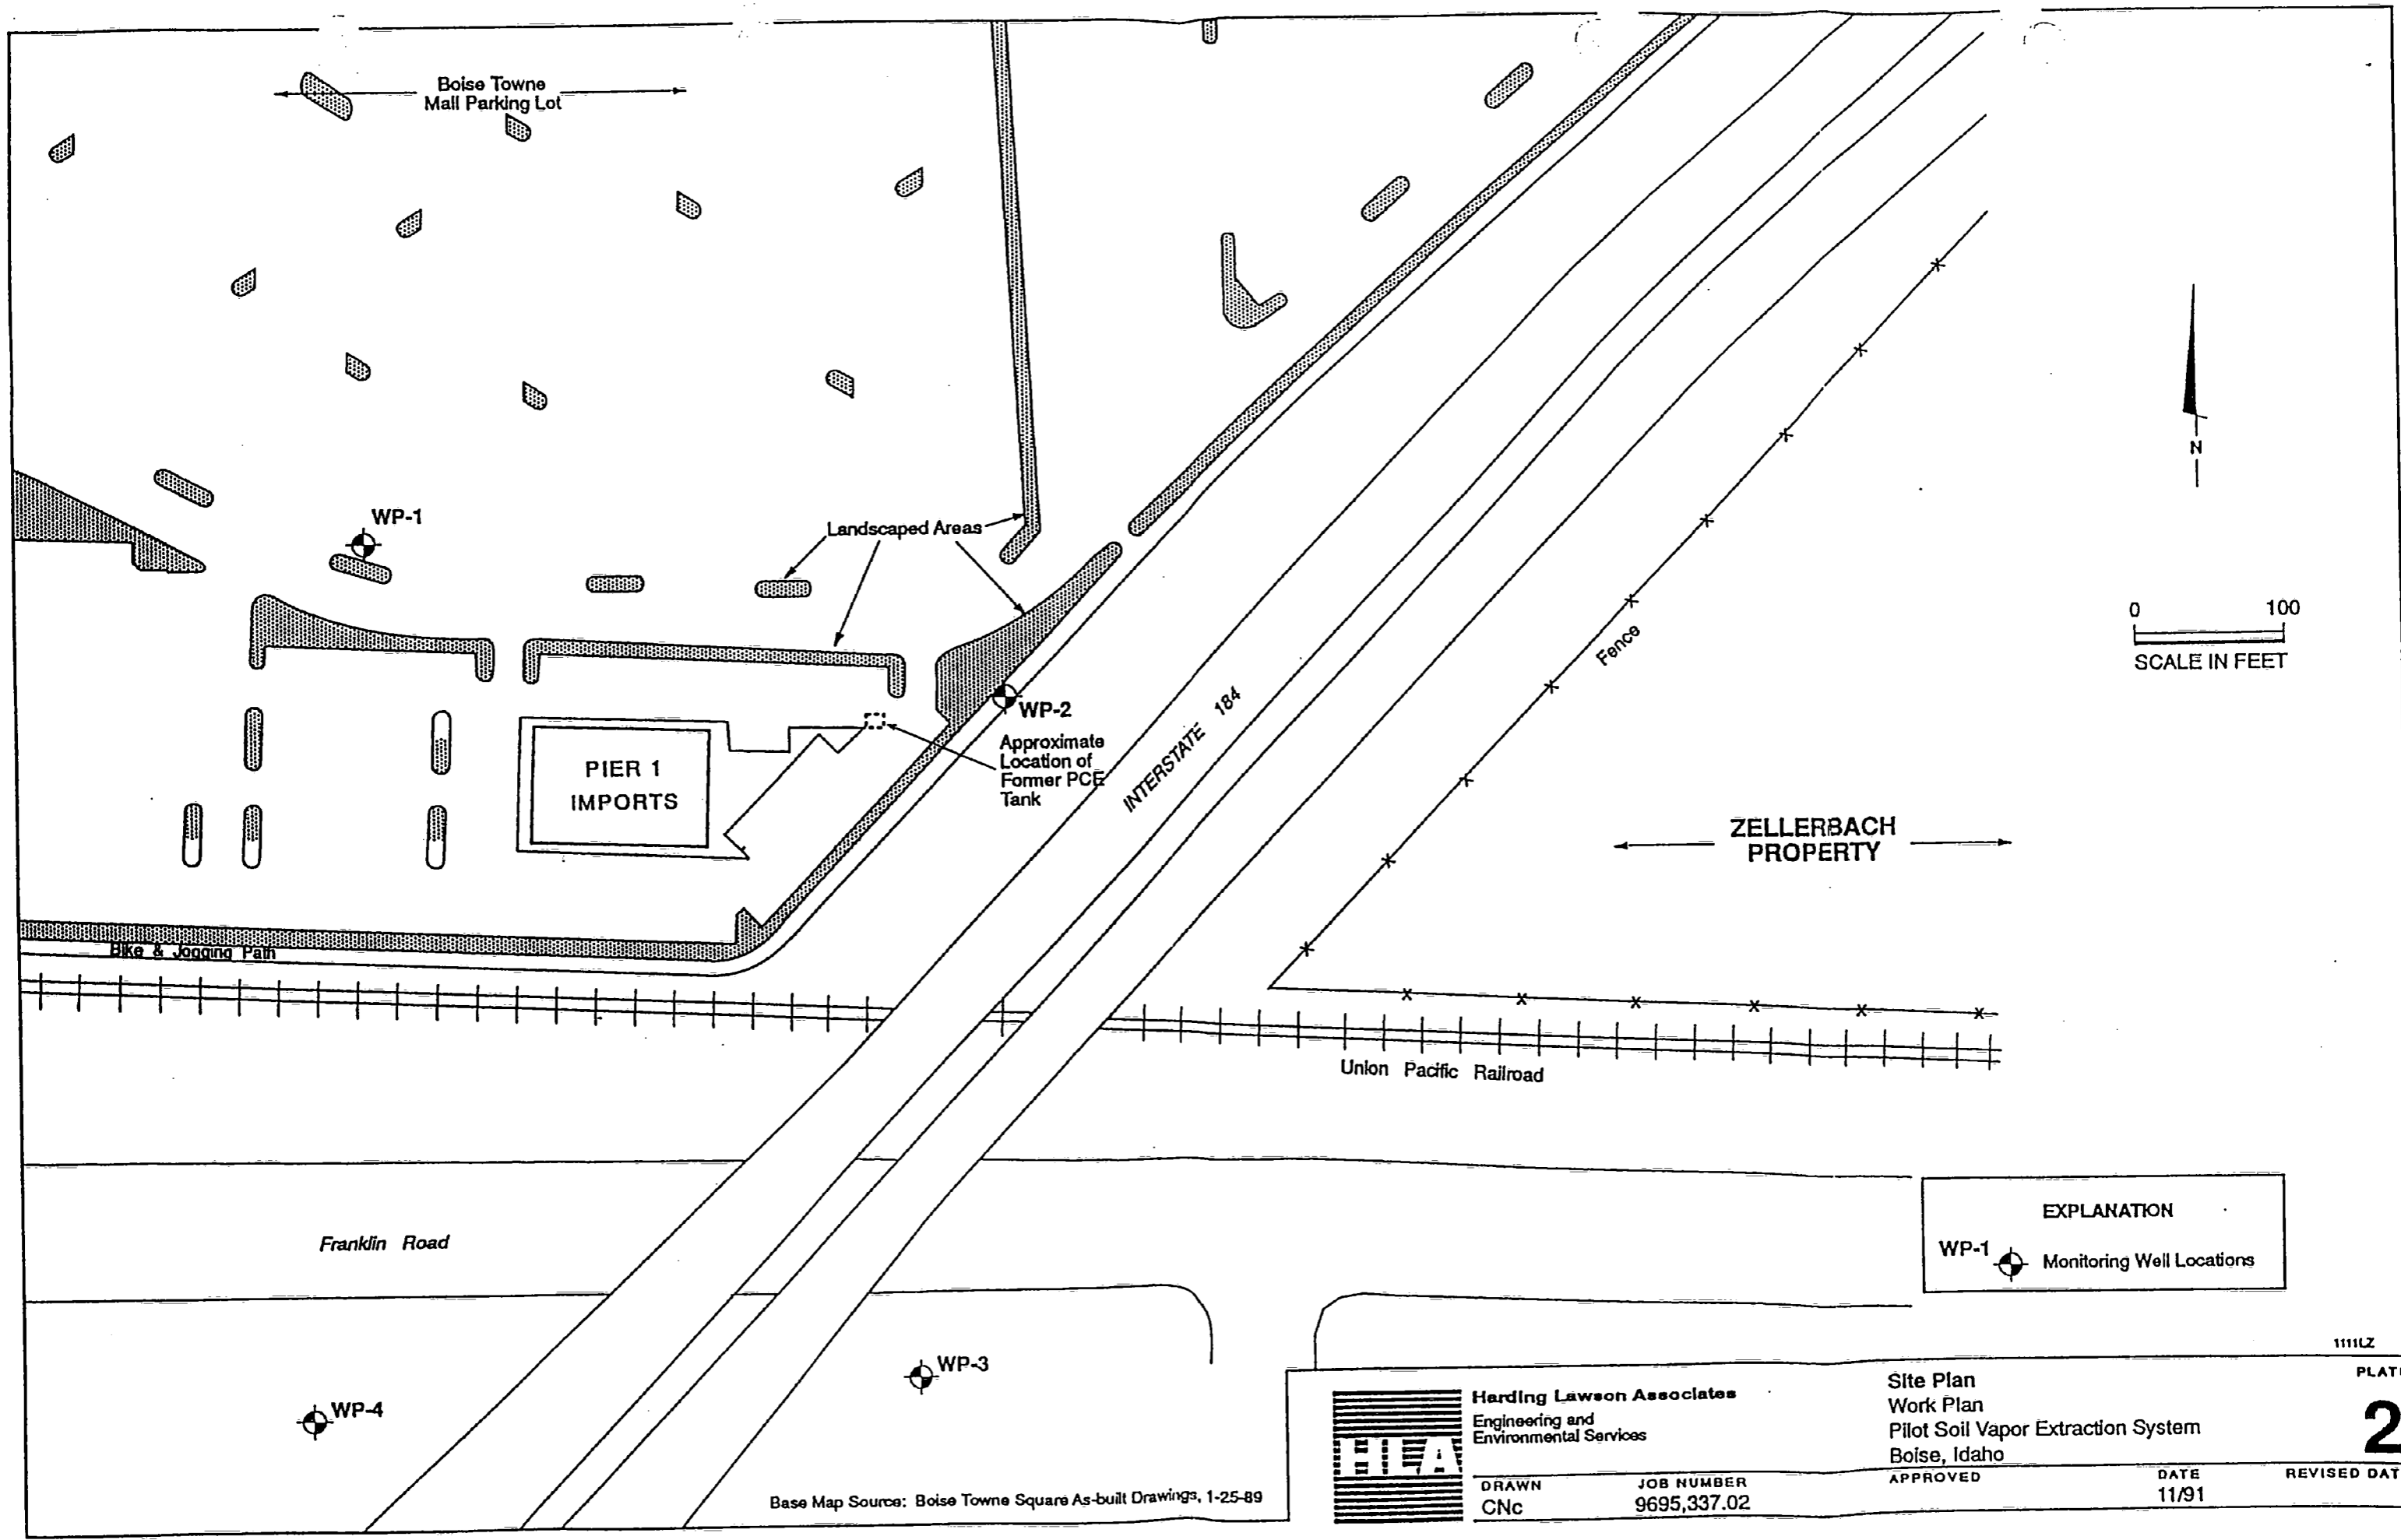 Boise Towne
Mall Parking Lot
WP-1
Landscaped Areas
N
0 100
SCALE IN FEET
Fence
WP-2
INTERSTATE 184
Approximate
Location of
Former PCE
Tank
PIER 1
IMPORTS
ZELLERBACH
PROPERTY
Bike & Jogging Path
Union Pacific Railroad
Franklin Road
EXPLANATION
WP-1 Monitoring Well Locations
WP-3
WP-4
Base Map Source: Boise Towne Square As-built Drawings, 1-25-89
1111LZ
HLA
Harding Lawson Associates
Engineering and
Environmental Services
DRAWN
CNc
JOB NUMBER
9695,337.02
Site Plan
Work Plan
Pilot Soil Vapor Extraction System
Boise, Idaho
APPROVED
DATE
11/91
PLAT
2
REVISED DAT